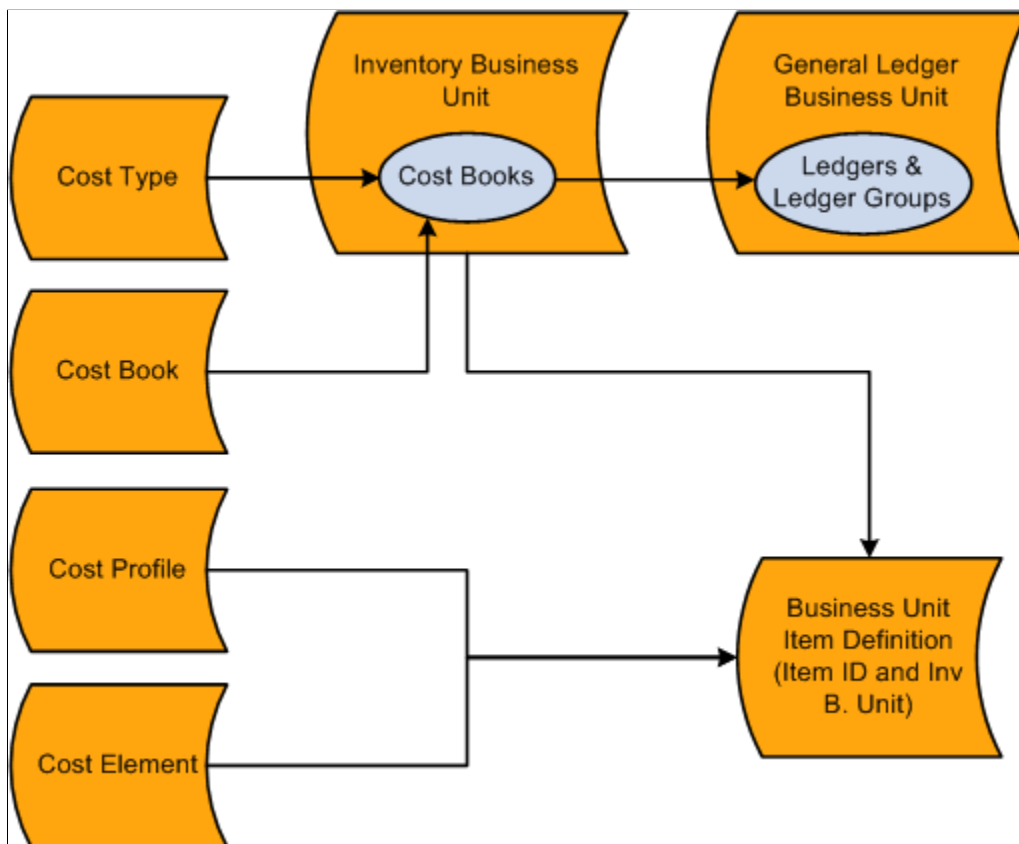 Inventory Business
Unit
General Ledger
Business Unit
Cost Type
Cost Books
Ledgers &
Ledger Groups
Cost Book
Cost Profile
Business Unit
Item Definition
(Item ID and Inv
B. Unit)
Cost Element